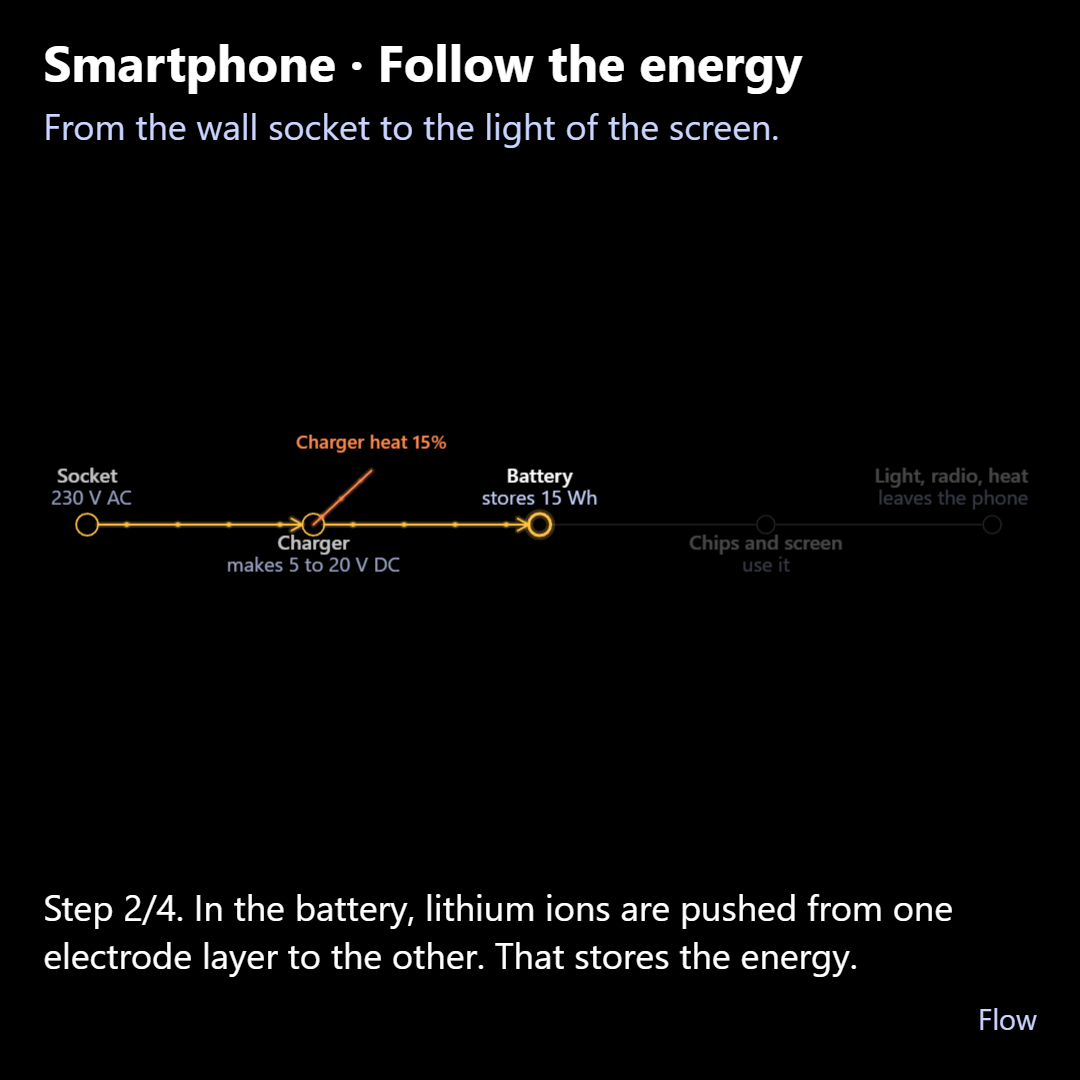 Smartphone · Follow the energy
From the wall socket to the light of the screen.
Charger heat 15%
Socket
230 V AC
Battery
stores 15 Wh
Light, radio, heat
leaves the phone
Charger
makes 5 to 20 V DC
Chips and screen
use it
Step 2/4. In the battery, lithium ions are pushed from one
electrode layer to the other. That stores the energy.
Flow